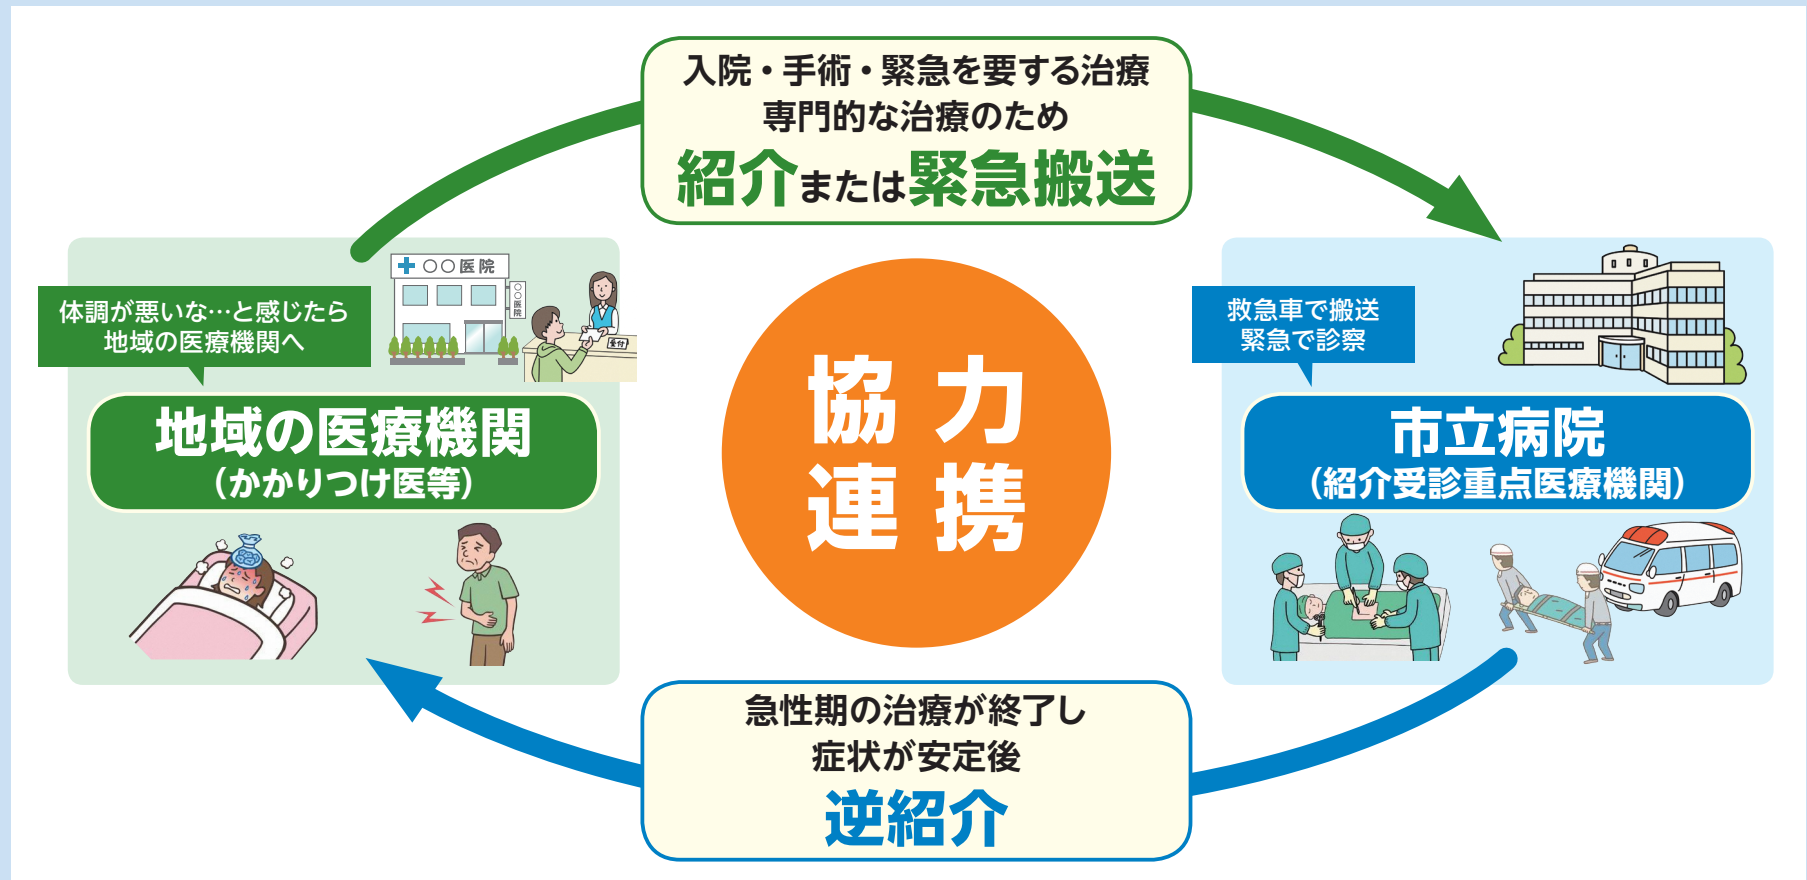 入院・手術・緊急を要する治療
専門的な治療のため
紹介または緊急搬送
体調が悪いな…と感じたら
地域の医療機関へ
○○医院
○○医院
受付
地域の医療機関
（かかりつけ医等）
協力
連携
救急車で搬送
緊急で診察
市立病院
（紹介受診重点医療機関）
急性期の治療が終了し
症状が安定後
逆紹介